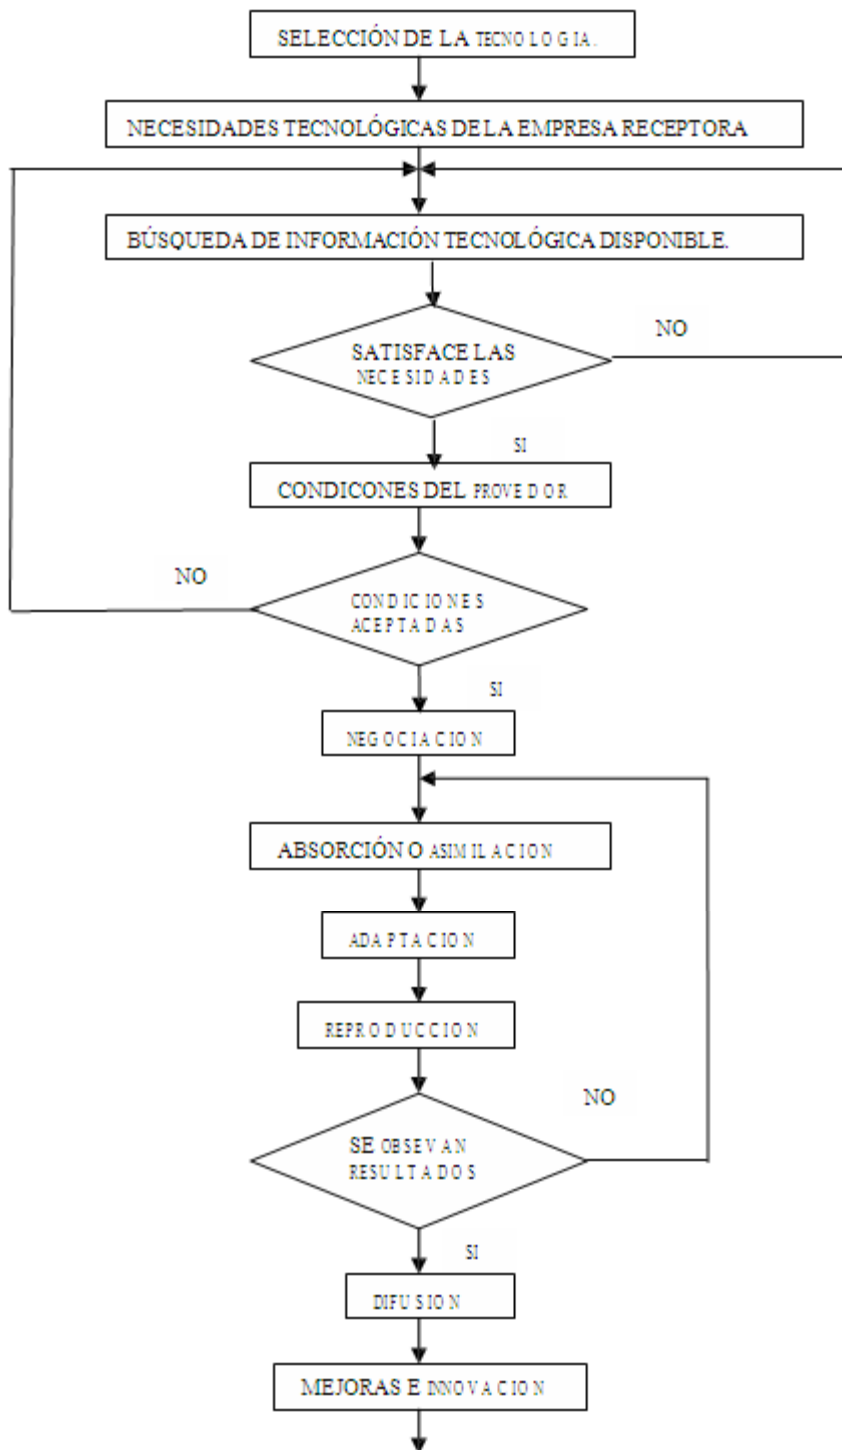 SELECCIÓN DE LA TECNOLOGIA.
NECESIDADES TECNOLÓGICAS DE LA EMPRESA RECEPTORA
BÚSQUEDA DE INFORMACIÓN TECNOLÓGICA DISPONIBLE.
SATISFACE LAS
NECESIDADES
NO
SI
CONDICONES DEL PROVEDOR
NO
CONDICIONES
ACEPTADAS
SI
NEGOCIACION
ABSORCIÓN O ASIMILACION
ADAPTACION
REPRODUCCION
NO
SE OBSEVAN
RESULTADOS
SI
DIFUSION
MEJORAS E INNOVACION